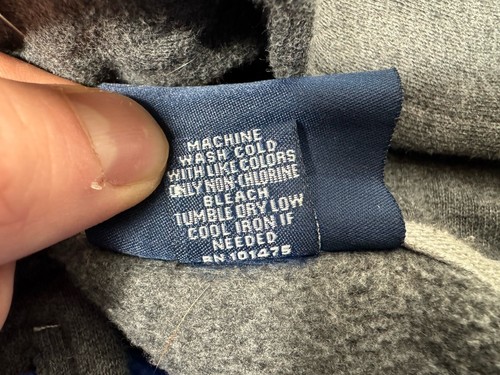 MACHINE
WASH COLD
WITH LIKE COLORS
ONLY NON-CHLORINE
BLEACH
TUMBLE DRY LOW
COOL IRON IF
NEEDED
RN 101475